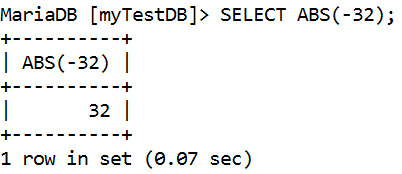 MariaDB [myTestDB]> SELECT ABS(-32);
+----------+
| ABS(-32) |
+----------+
|       32 |
+----------+
1 row in set (0.07 sec)